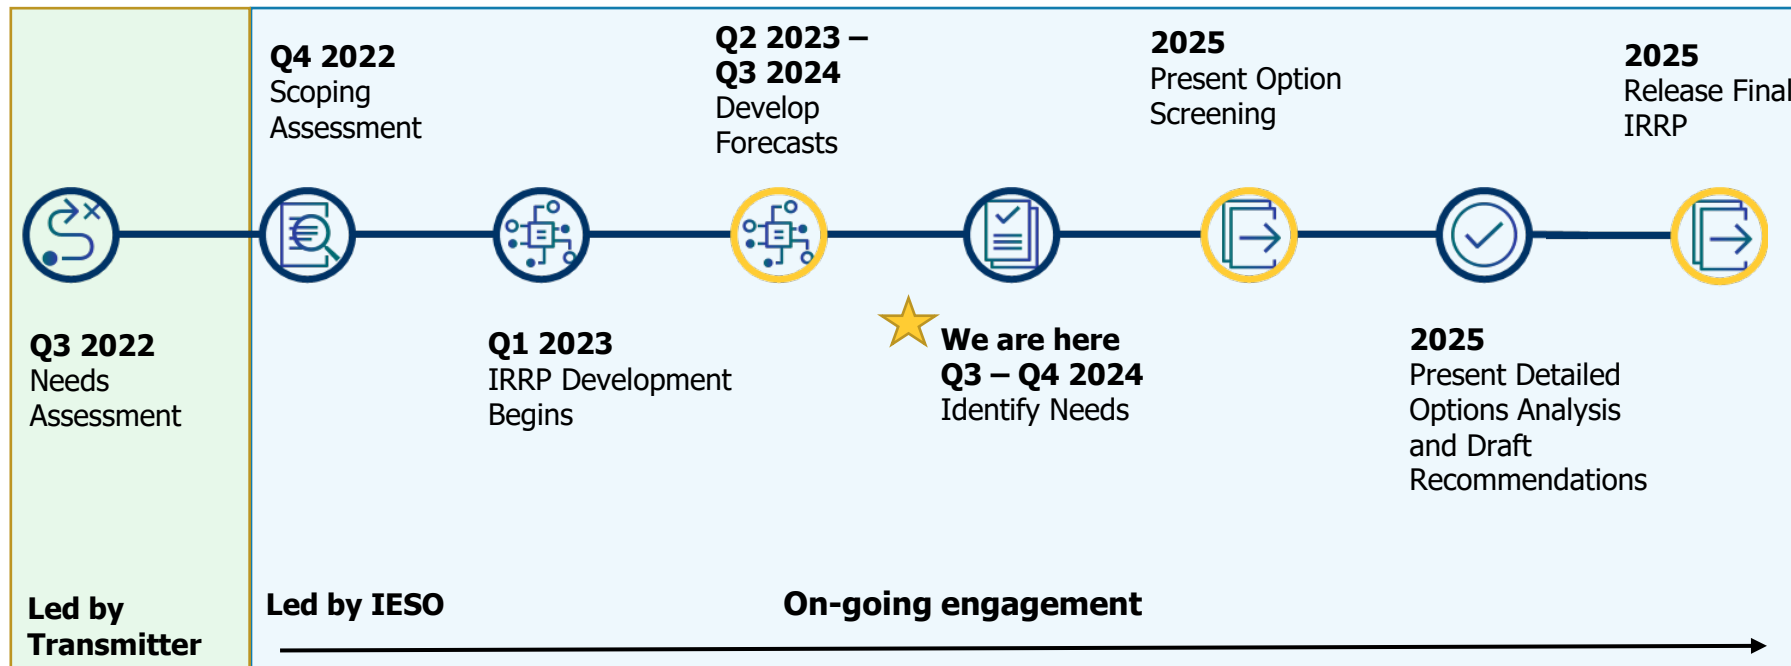 Q3 2022
Needs
Assessment
Q4 2022
Scoping
Assessment
Q1 2023
IRRP Development
Begins
Q2 2023 –
Q3 2024
Develop
Forecasts
We are here
Q3 – Q4 2024
Identify Needs
2025
Present Option
Screening
2025
Present Detailed
Options Analysis
and Draft
Recommendations
2025
Release Final
IRRP
Led by
Transmitter
Led by IESO
On-going engagement